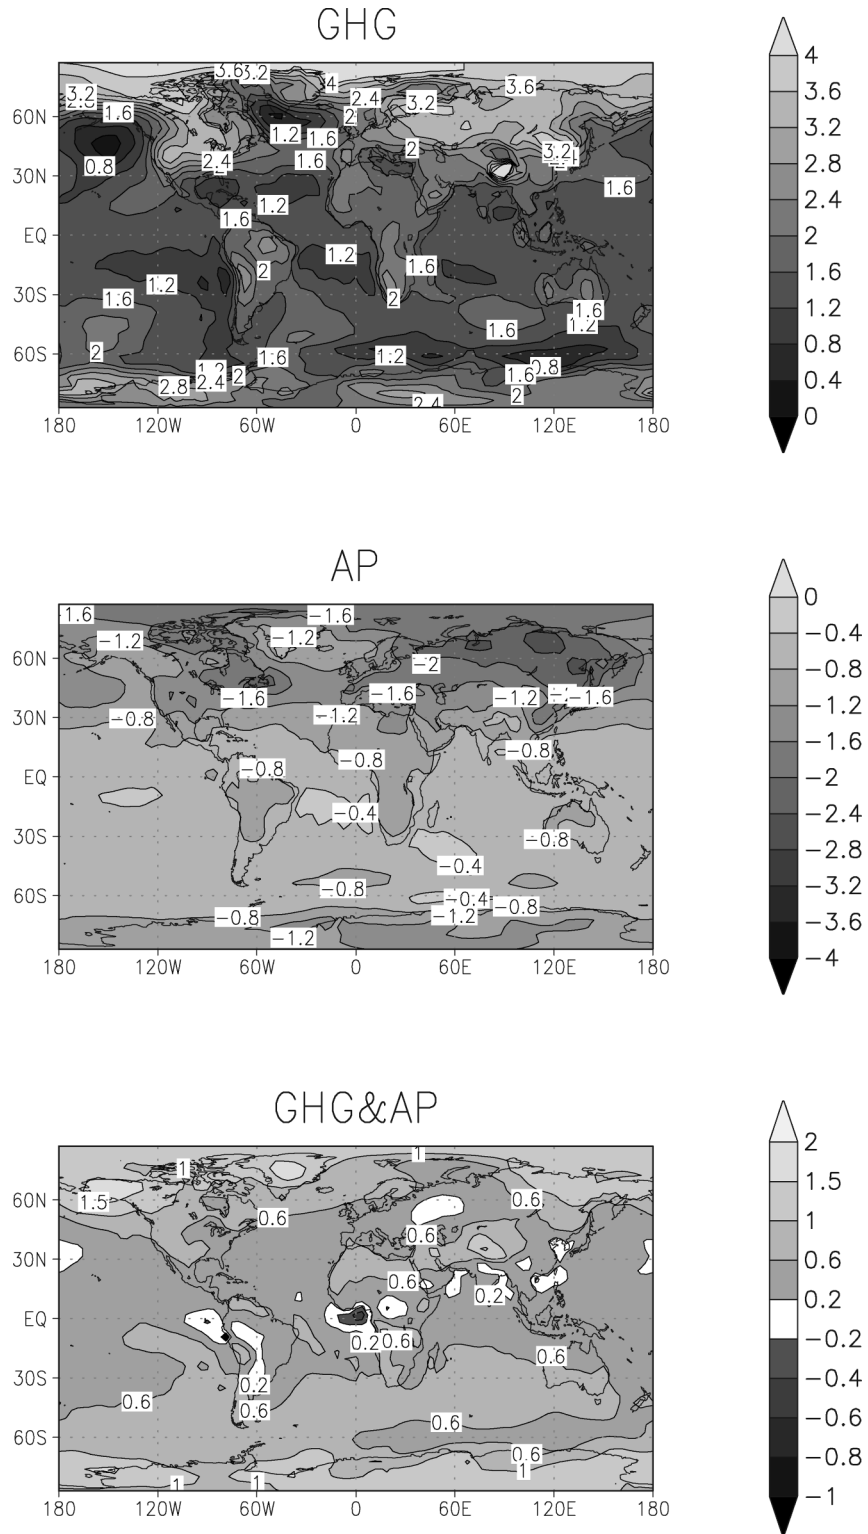 GHG
3.6 3.2 4 3.6
60N 3.2 2.8 1.6 2.4 3.2 2 1.2 1.6
0.8 2.4 1.6 2 3.2
30N 1.6
1.2 1.6
EQ
1.2 1.6
1.2 2
30S 1.6 2 1.6
1.6 1.2
60S 2 1.6 1.2 0.8
1.2 1.6
2.8 2.4 2 2
2.4
180 120W 60W 0 60E 120E 180
4
3.6
3.2
2.8
2.4
2
1.6
1.2
0.8
0.4
0
AP
1.6 −1.6
−1.2 −1.2
60N −2
−1.6 −1.6 −1.2 −1.6
30N −0.8 −1.2
−0.8 −0.8
EQ −0.8
−0.4
30S −0.8
−0.4
60S −0.8 −0.4 −0.8
−0.8 −1.2
−1.2
180 120W 60W 0 60E 120E 180
0
−0.4
−0.8
−1.2
−1.6
−2
−2.4
−2.8
−3.2
−3.6
−4
GHG&AP
1 1
60N 1.5 0.6
0.6 0.6
30N
0.6 0.2
EQ
0.2 0.6
30S 0.6
0.2
0.6 0.6 0.6
60S
0.6
1 1 1
180 120W 60W 0 60E 120E 180
2
1.5
1
0.6
0.2
−0.2
−0.4
−0.6
−0.8
−1